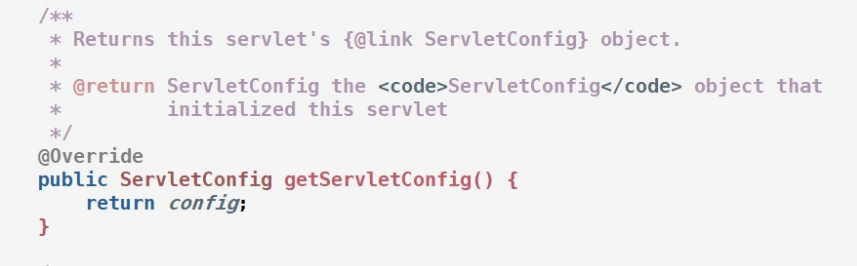 /**
* Returns this servlet's {@link ServletConfig} object.
*
* @return ServletConfig the <code>ServletConfig</code> object that
* initialized this servlet
*/
@Override
public ServletConfig getServletConfig() {
return config;
}